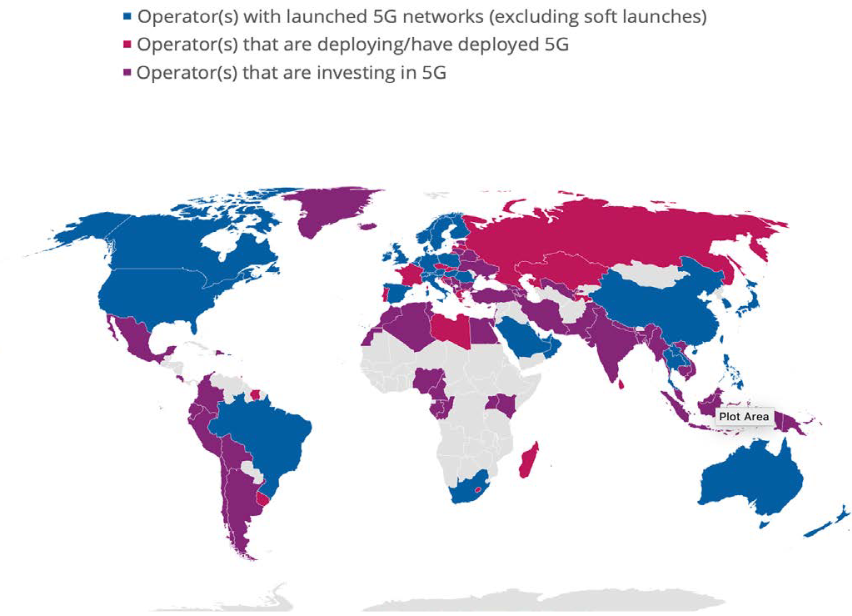 Operator(s) with launched 5G networks (excluding soft launches)
Operator(s) that are deploying/have deployed 5G
Operator(s) that are investing in 5G
Plot Area